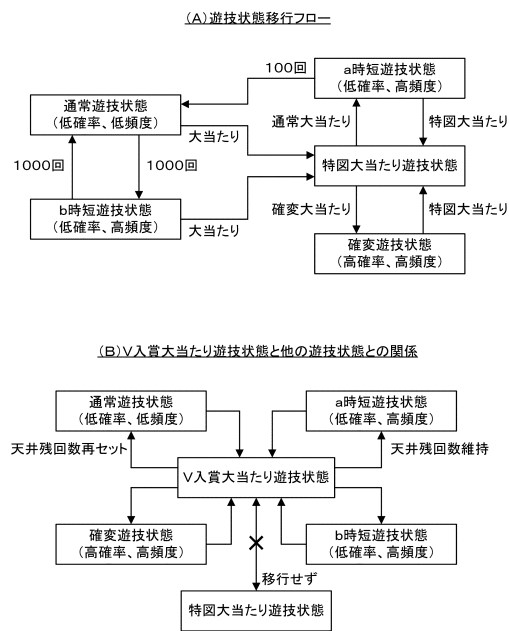 (A)遊技状態移行フロー
100回
a時短遊技状態
(低確率、高頻度)
通常遊技状態
(低確率、低頻度)
通常大当たり
特図大当たり
大当たり
1000回
1000回
特図大当たり遊技状態
b時短遊技状態
(低確率、高頻度)
大当たり
確変大当たり
特図大当たり
確変遊技状態
(高確率、高頻度)
(B)V入賞大当たり遊技状態と他の遊技状態との関係
通常遊技状態
(低確率、低頻度)
a時短遊技状態
(低確率、高頻度)
天井残回数再セット
天井残回数維持
V入賞大当たり遊技状態
確変遊技状態
(高確率、高頻度)
b時短遊技状態
(低確率、高頻度)
移行せず
特図大当たり遊技状態